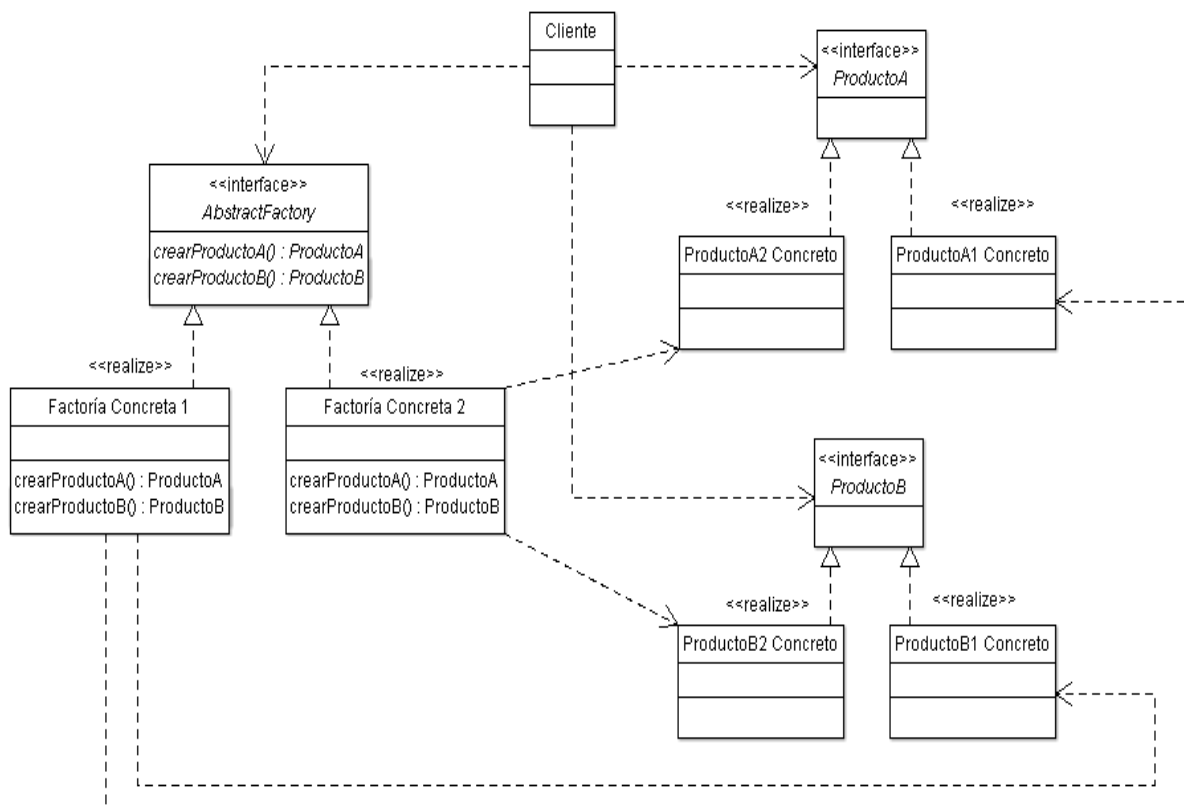 Cliente
<<interface>>
ProductoA
<<interface>>
AbstractFactory
crearProductoA() : ProductoA
crearProductoB() : ProductoB
<<realize>>
<<realize>>
ProductoA2 Concreto
ProductoA1 Concreto
<<realize>>
<<realize>>
Factoría Concreta 1
crearProductoA() : ProductoA
crearProductoB() : ProductoB
Factoría Concreta 2
crearProductoA() : ProductoA
crearProductoB() : ProductoB
<<interface>>
ProductoB
<<realize>>
<<realize>>
ProductoB2 Concreto
ProductoB1 Concreto